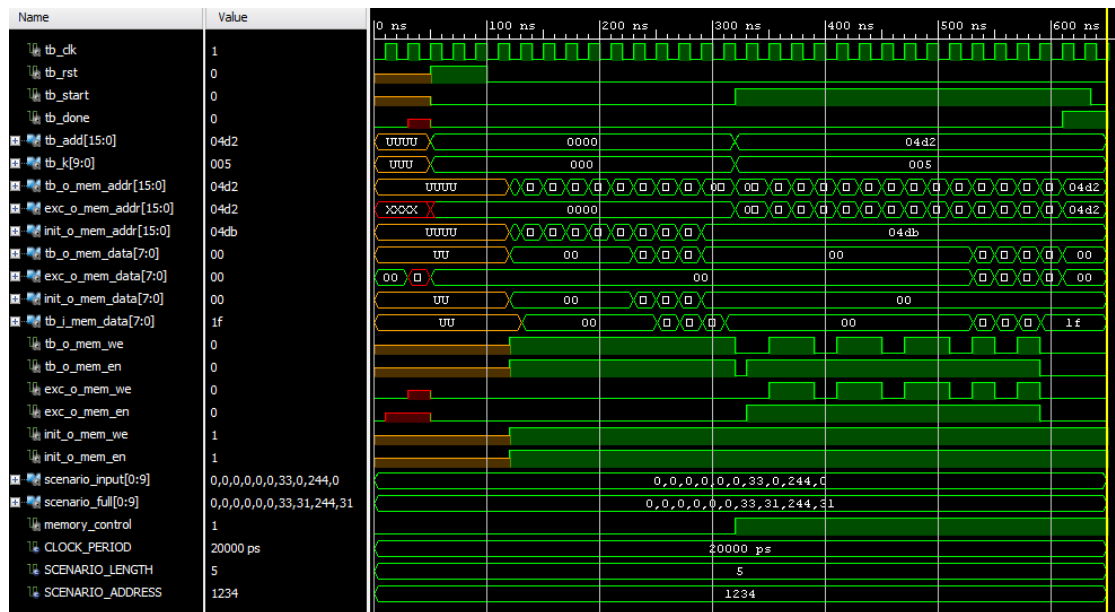 Name Value 0 ns 100 ns 200 ns 300 ns 400 ns 500 ns 600 ns
tb_clk 1
tb_rst 0
tb_start 0
tb_done 0
tb_add[15:0] 04d2 UUUU 0000 04d2
tb_k[9:0] 005 UUU 000 005
tb_o_mem_addr[15:0] 04d2 UUUU 00 00 04d2
exc_o_mem_addr[15:0] 04d2 XXXX 0000 00 04d2
init_o_mem_addr[15:0] 04db UUUU 04db
tb_o_mem_data[7:0] 00 UU 00 00 00
exc_o_mem_data[7:0] 00 00 00 00
init_o_mem_data[7:0] 00 UU 00 00
tb_i_mem_data[7:0] 1f UU 00 00 1f
tb_o_mem_we 0
tb_o_mem_en 0
exc_o_mem_we 0
exc_o_mem_en 0
init_o_mem_we 1
init_o_mem_en 1
scenario_input[0:9] 0,0,0,0,0,0,33,0,244,0 0,0,0,0,0,0,33,0,244,0
scenario_full[0:9] 0,0,0,0,0,0,33,31,244,31 0,0,0,0,0,0,33,31,244,31
memory_control 1
CLOCK_PERIOD 20000 ps 20000 ps
SCENARIO_LENGTH 5 5
SCENARIO_ADDRESS 1234 1234